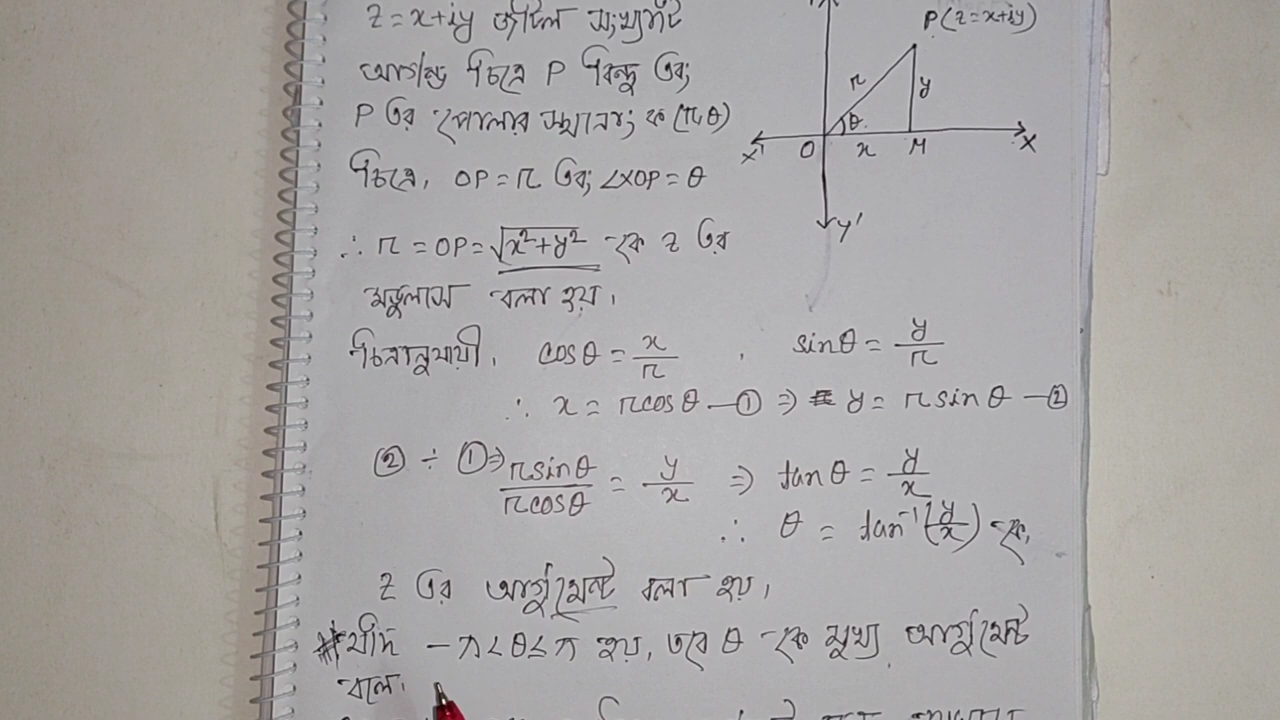 z = x+iy জটিল সংখ্যাটি
আর্গন্ড চিত্রে P বিন্দু এবং
P এর পোলার স্থানাংক (r, θ)
চিত্রে, OP = r এবং ∠XOP = θ
∴ r = OP = √x²+y² -কে z এর
মডুলাস বলা হয়।
চিত্রানুযায়ী, cosθ = x/r , sinθ = y/r
∴ x = rcosθ —① ⇒ y = rsinθ —②
② ÷ ① ⇒ rsinθ/rcosθ = y/x ⇒ tanθ = y/x
∴ θ = tan⁻¹(y/x) -কে,
z এর আর্গুমেন্ট বলা হয়।
# যদি -π<θ≤π হয়, তবে θ -কে মুখ্য আর্গুমেন্ট
বলে।
P(z=x+iy)
r
y
θ
X'
O
x
M
X
Y'